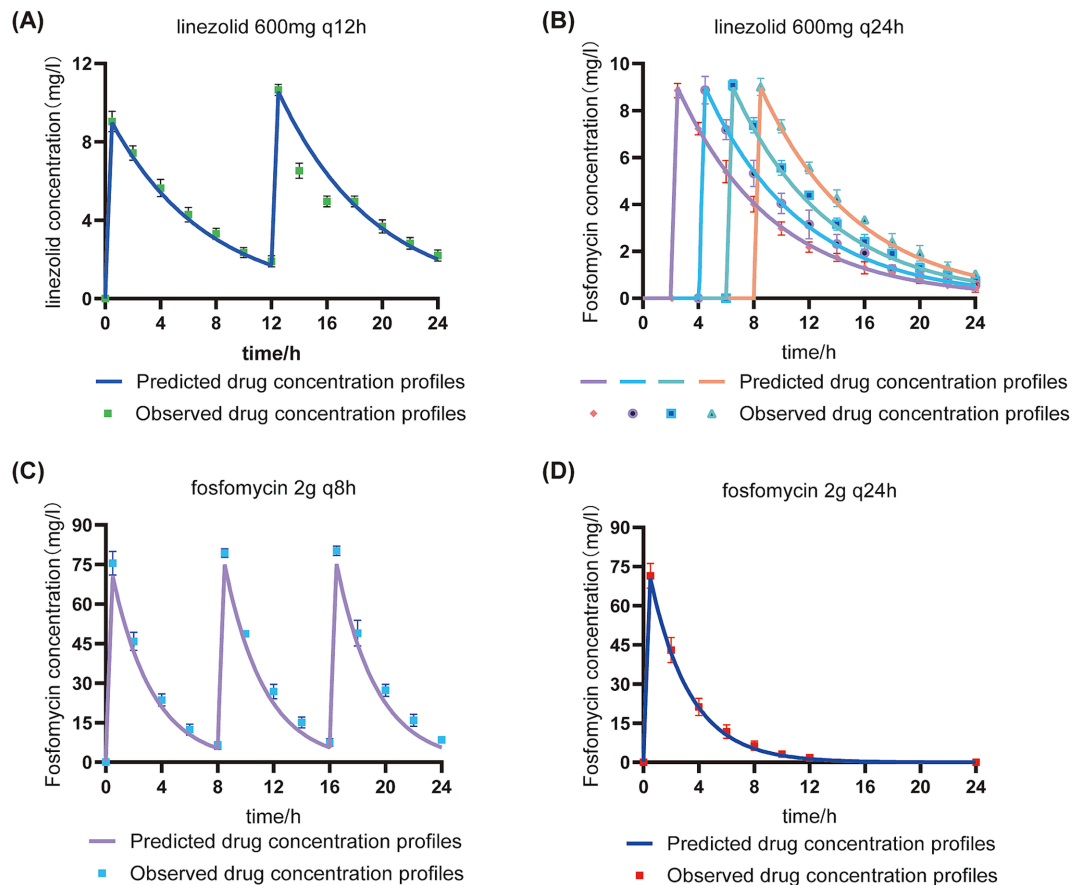 (A)
linezolid 600mg q12h
linezolid concentration (mg/l)
12
8
4
0
0 4 8 12 16 20 24
time/h
Predicted drug concentration profiles
Observed drug concentration profiles
(B)
linezolid 600mg q24h
Fosfomycin concentration (mg/l)
10
8
6
4
2
0
0 4 8 12 16 20 24
time/h
Predicted drug concentration profiles
Observed drug concentration profiles
(C)
fosfomycin 2g q8h
Fosfomycin concentration (mg/l)
90
75
60
45
30
15
0
0 4 8 12 16 20 24
time/h
Predicted drug concentration profiles
Observed drug concentration profiles
(D)
fosfomycin 2g q24h
Fosfomycin concentration (mg/l)
90
75
60
45
30
15
0
0 4 8 12 16 20 24
time/h
Predicted drug concentration profiles
Observed drug concentration profiles